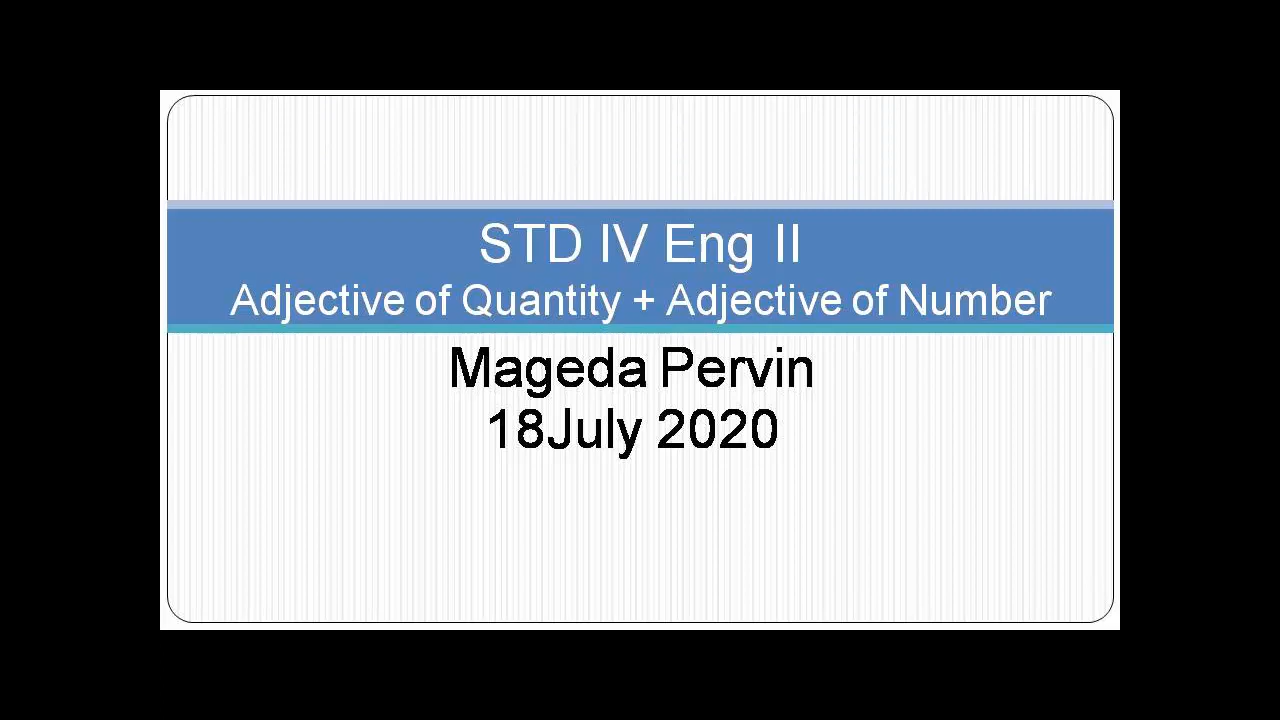 STD IV Eng II
Adjective of Quantity + Adjective of Number
Mageda Pervin
18July 2020